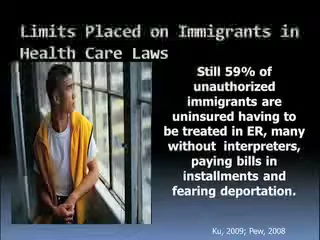 Limits Placed on Immigrants in
Health Care Laws
Still 59% of
unauthorized
immigrants are
uninsured having to
be treated in ER, many
without interpreters,
paying bills in
installments and
fearing deportation.
Ku, 2009; Pew, 2008